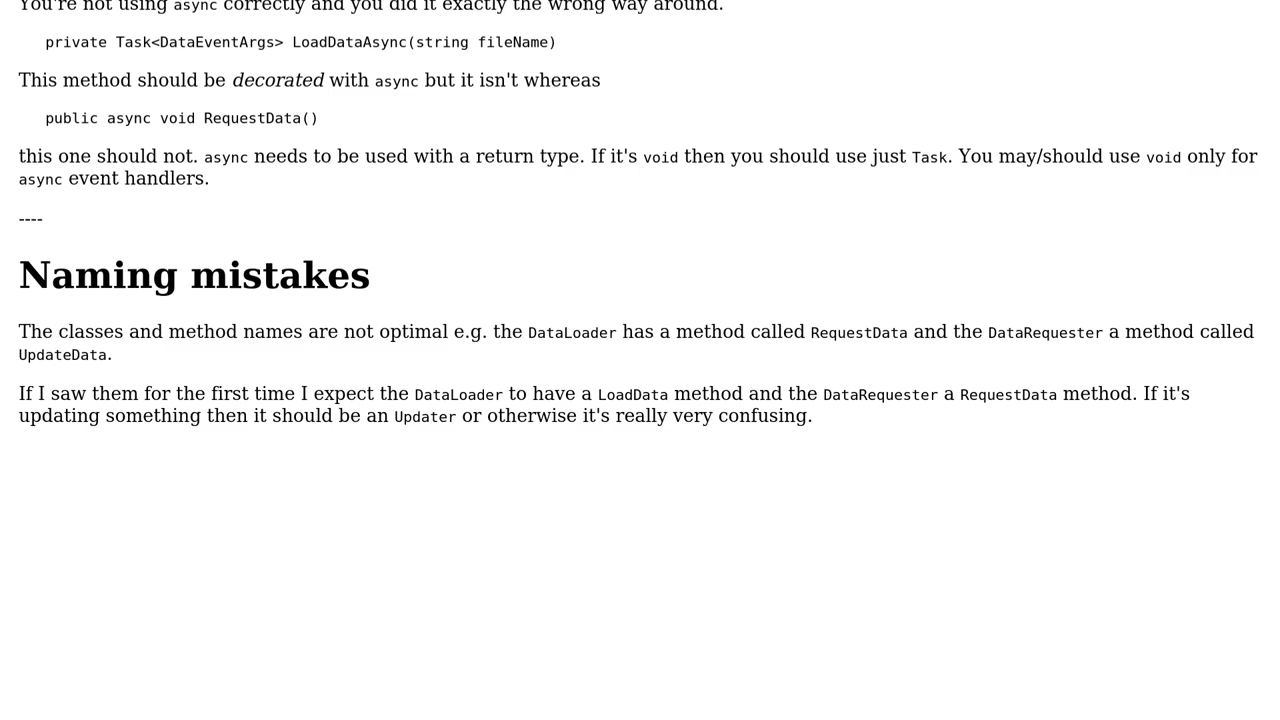 You're not using async correctly and you did it exactly the wrong way around.
private Task<DataEventArgs> LoadDataAsync(string fileName)
This method should be decorated with async but it isn't whereas
public async void RequestData()
this one should not. async needs to be used with a return type. If it's void then you should use just Task. You may/should use void only for
async event handlers.
----
Naming mistakes
The classes and method names are not optimal e.g. the DataLoader has a method called RequestData and the DataRequester a method called
UpdateData.
If I saw them for the first time I expect the DataLoader to have a LoadData method and the DataRequester a RequestData method. If it's
updating something then it should be an Updater or otherwise it's really very confusing.